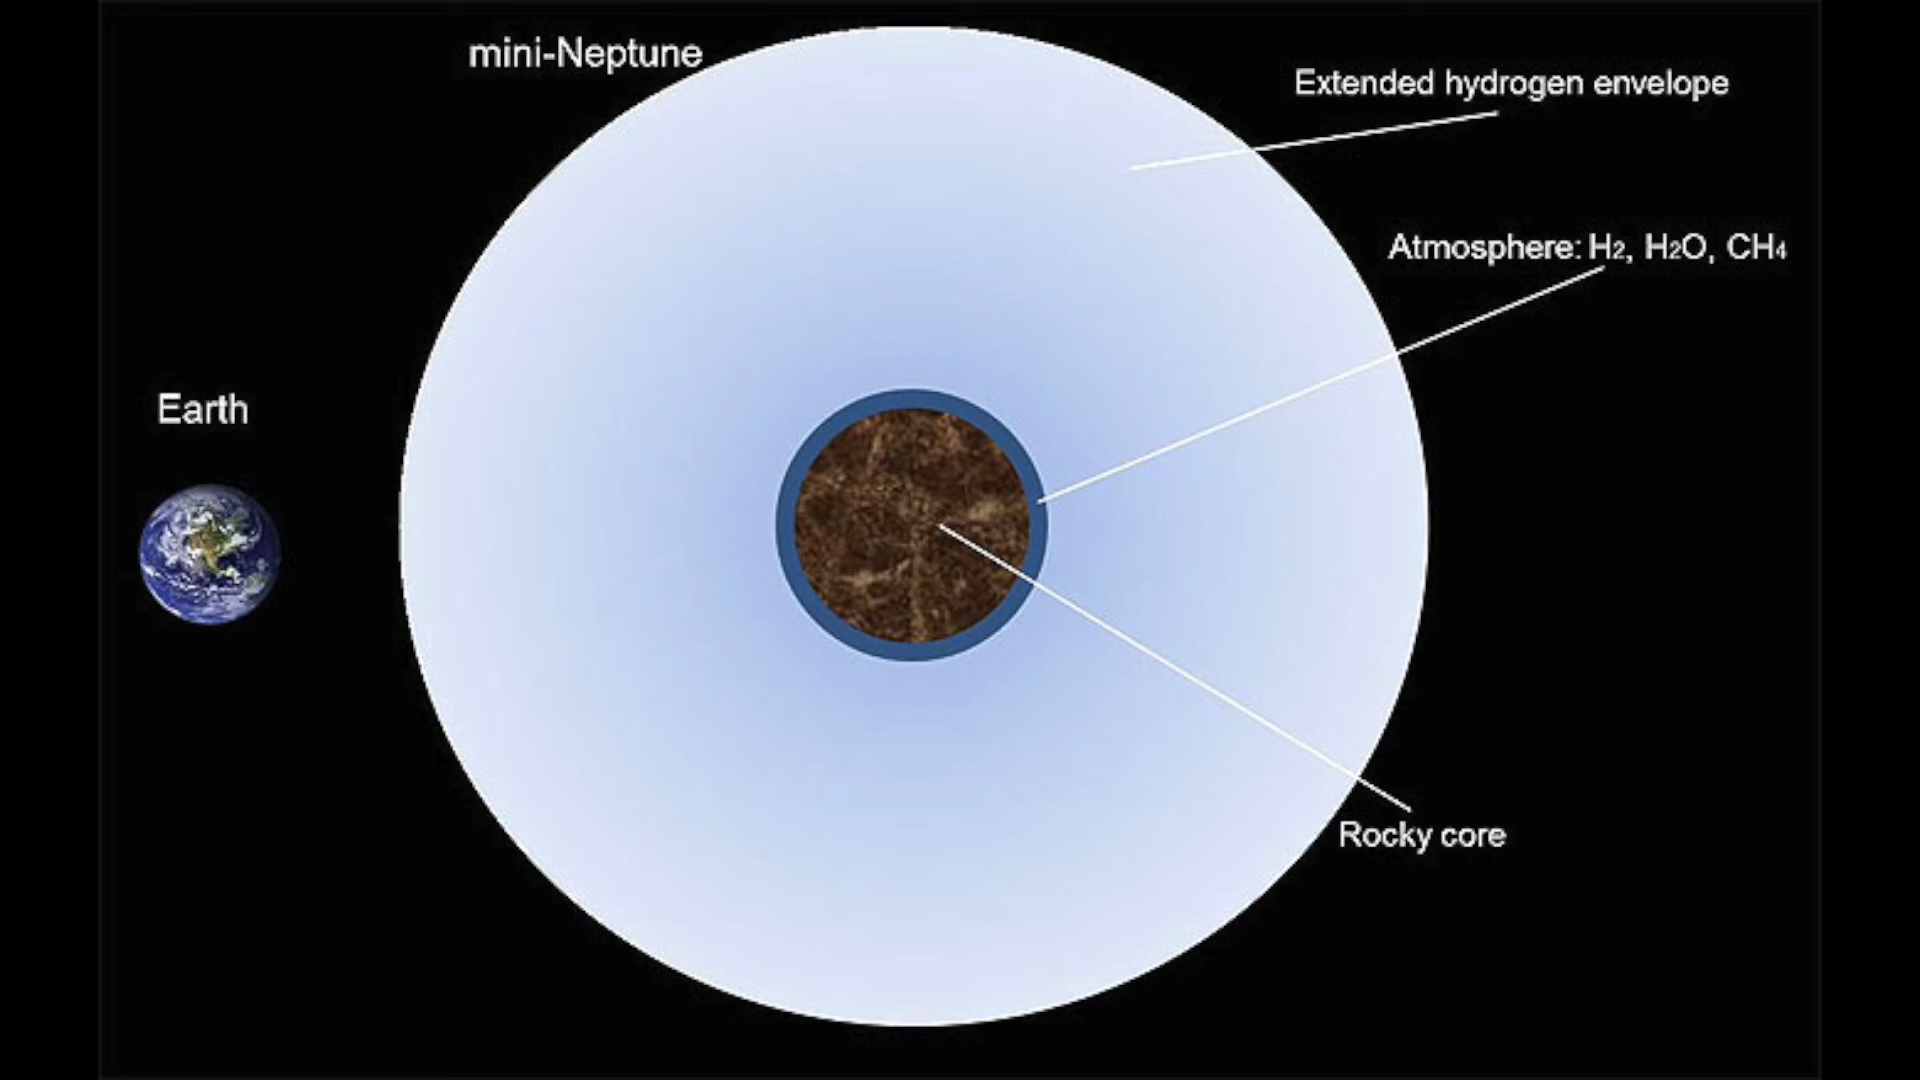 mini-Neptune
Extended hydrogen envelope
Atmosphere: H₂, H₂O, CH₄
Earth
Rocky core